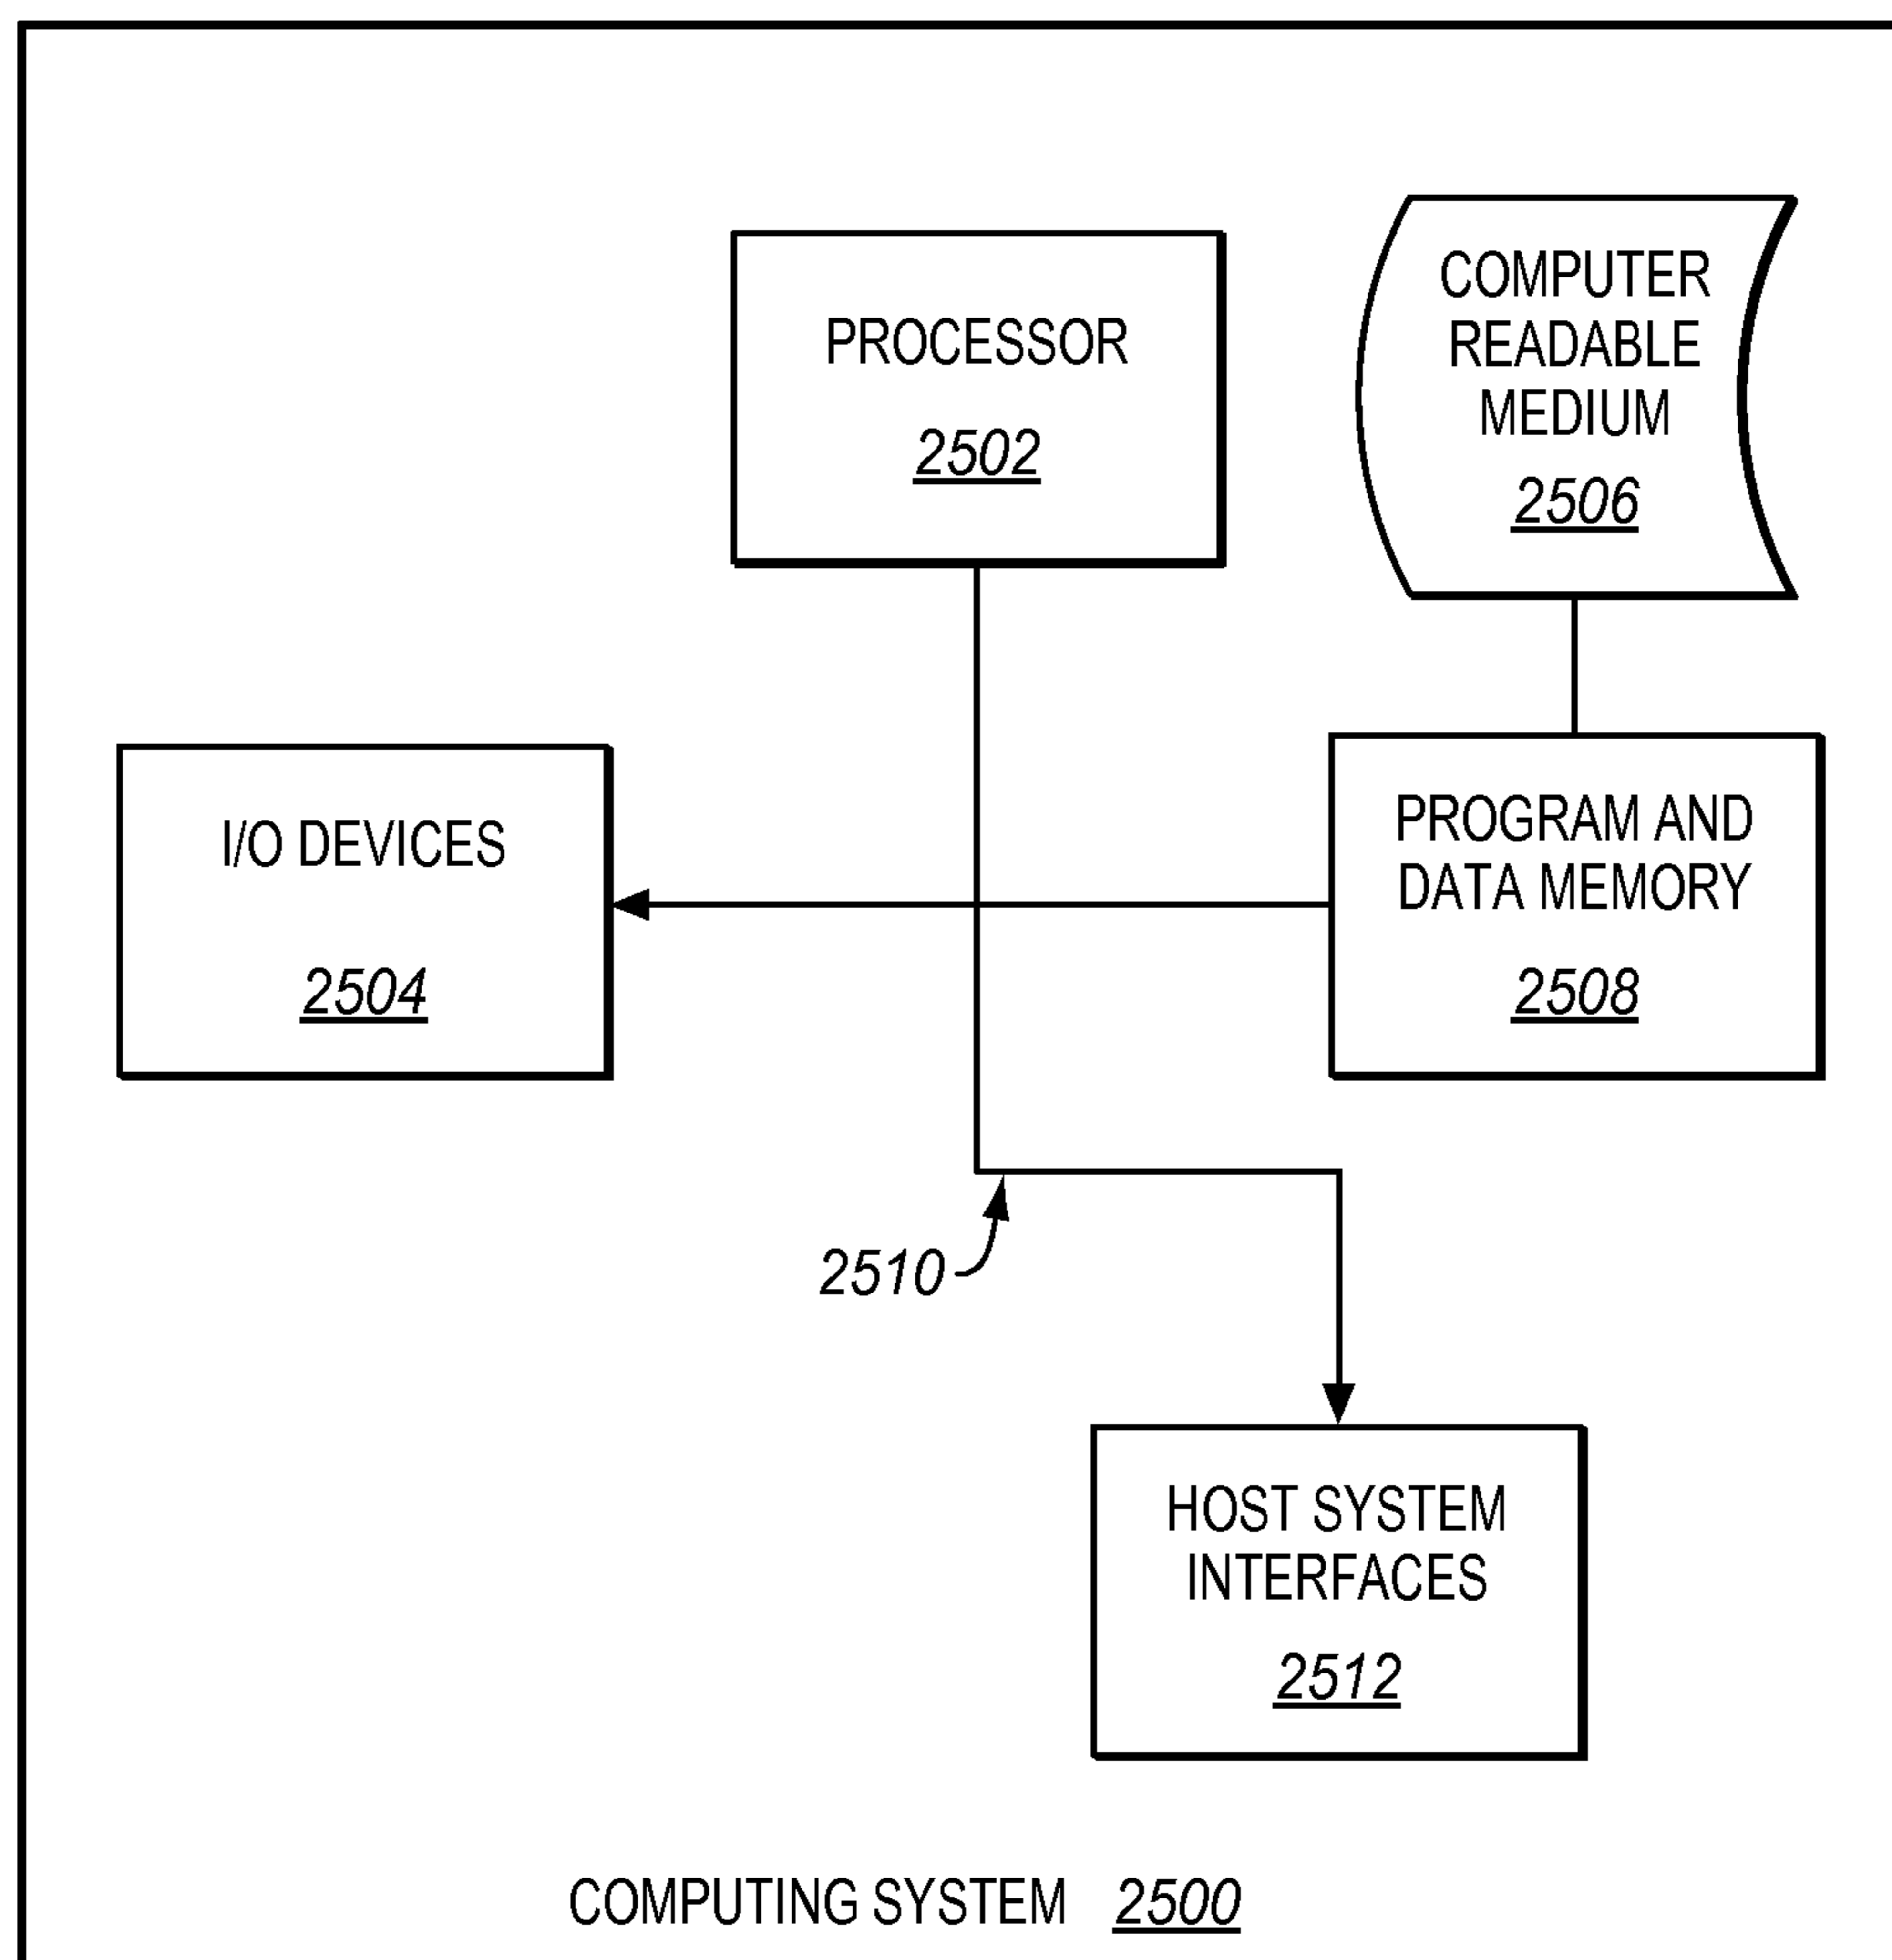 PROCESSOR
2502
COMPUTER
READABLE
MEDIUM
2506
I/O DEVICES
2504
PROGRAM AND
DATA MEMORY
2508
2510
HOST SYSTEM
INTERFACES
2512
COMPUTING SYSTEM 2500